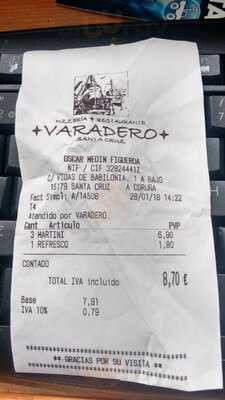 PIZZERÍA + RESTAURANTE
VARADERO
SANTA CRUZ
OSCAR MEDIN FIGUEROA
NIF / CIF 32824441Z
C/ VIDAS DE BABILONIA, 1 A BAJO
15179 SANTA CRUZ A CORUÑA
Fact Simpl: A/14508 28/01/18 14:22
T4
Atendido por VARADERO
Cant Artículo PVP
3 MARTINI 6,90
1 REFRESCO 1,80
CONTADO
TOTAL IVA incluido 8,70 €
Base 7,91
IVA 10% 0,79
** GRACIAS POR SU VISITA **